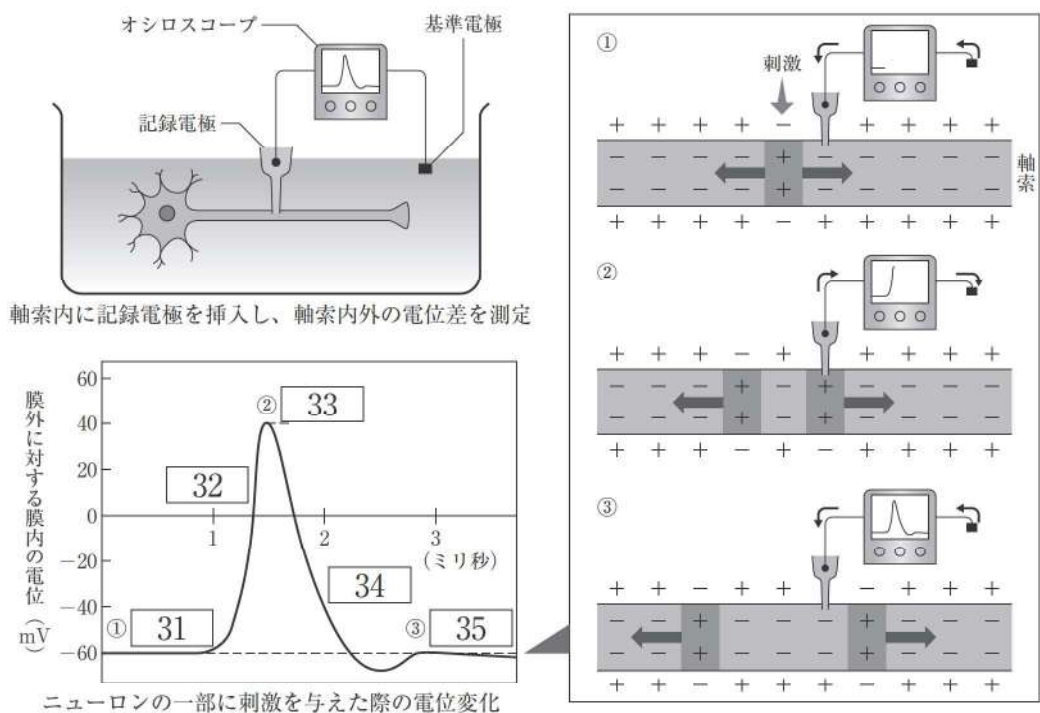 オシロスコープ
基準電極
記録電極
軸索内に記録電極を挿入し、軸索内外の電位差を測定
膜外に対する膜内の電位(mV)
60
40
20
0
−20
−40
−60
1
2
3
(ミリ秒)
① 31
32
② 33
34
③ 35
ニューロンの一部に刺激を与えた際の電位変化
①
刺激
+ + + + − + + + + +
− − − − + − − − − −
− − − − + − − − − −
+ + + + − + + + + +
軸索
②
+ + + − + − + + + +
− − − + − + − − − −
− − − + − + − − − −
+ + + − + − + + + +
③
+ + − + + + − + + +
− − + − − − + − − −
− − + − − − + − − −
+ + − + + + − + + +